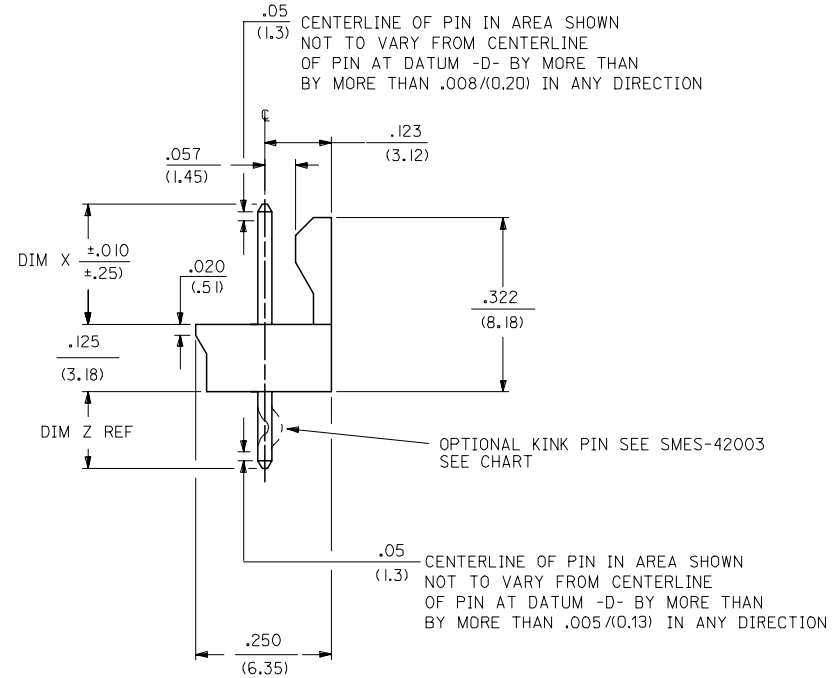 .05
(1.3)
CENTERLINE OF PIN IN AREA SHOWN
NOT TO VARY FROM CENTERLINE
OF PIN AT DATUM -D- BY MORE THAN
BY MORE THAN .008/(0.20) IN ANY DIRECTION
℄
.123
(3.12)
.057
(1.45)
DIM X ±.010
±.25)
.020
(.51)
.322
(8.18)
.125
(3.18)
DIM Z REF
OPTIONAL KINK PIN SEE SMES-42003
SEE CHART
.05
(1.3)
CENTERLINE OF PIN IN AREA SHOWN
NOT TO VARY FROM CENTERLINE
OF PIN AT DATUM -D- BY MORE THAN
BY MORE THAN .005/(0.13) IN ANY DIRECTION
.250
(6.35)